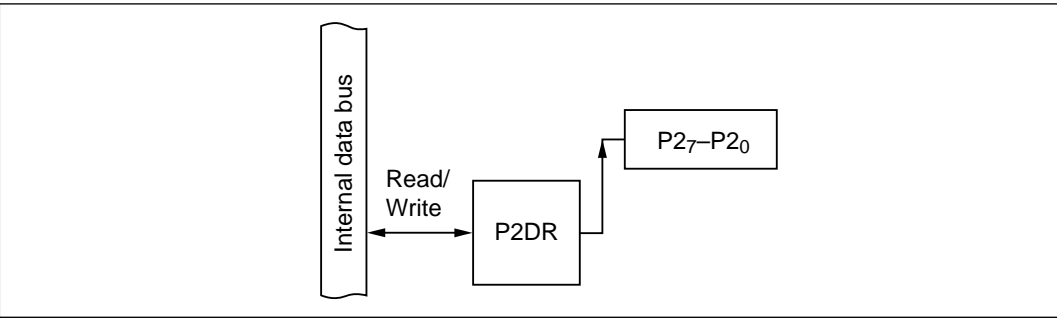 Internal data bus
Read/
Write
P2DR
P2₇–P2₀